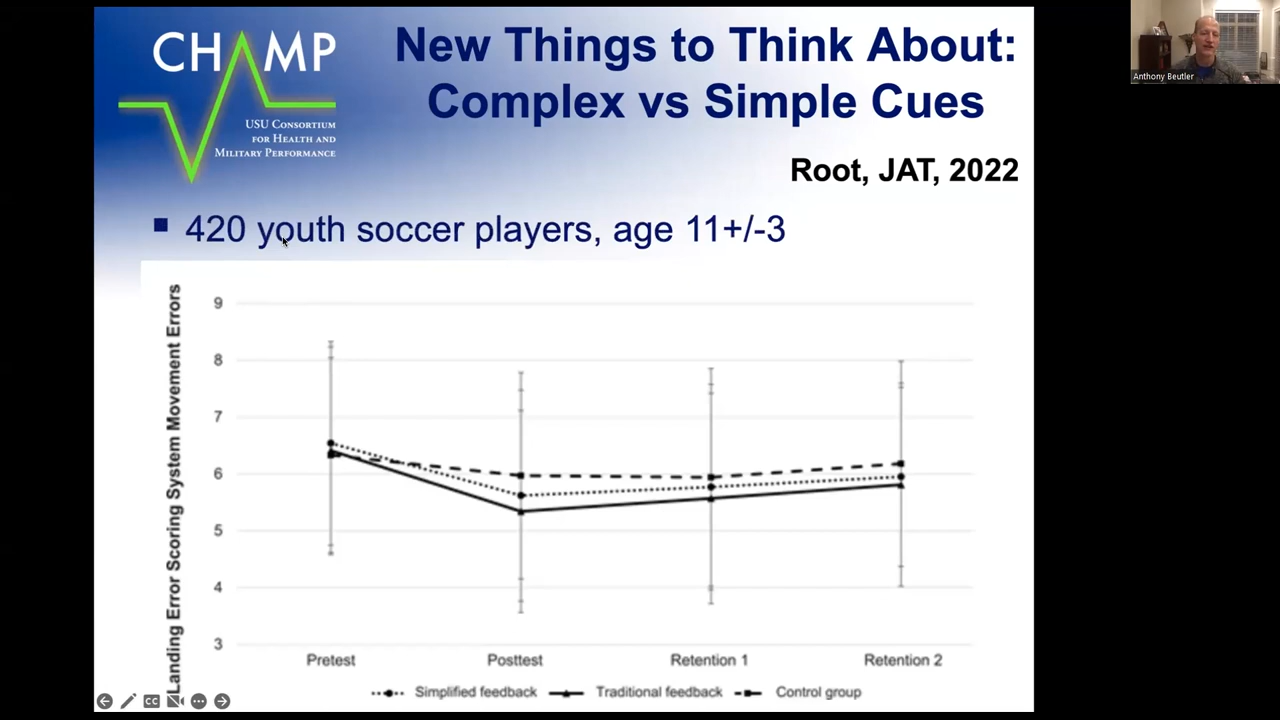 CHAMP
USU CONSORTIUM
FOR HEALTH AND
MILITARY PERFORMANCE
New Things to Think About:
Complex vs Simple Cues
Root, JAT, 2022
Anthony Beutler
420 youth soccer players, age 11+/-3
Landing Error Scoring System Movement Errors
9
8
7
6
5
4
3
Pretest
Posttest
Retention 1
Retention 2
Simplified feedback
Traditional feedback
Control group
CC